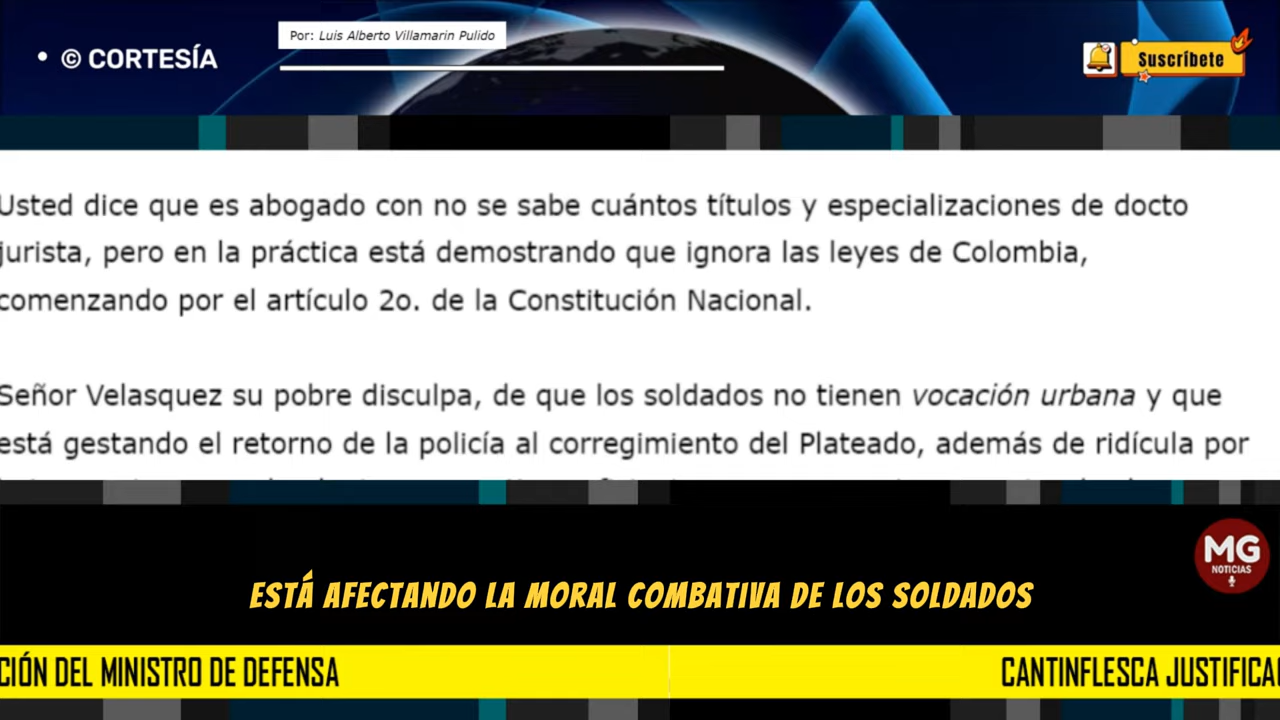 Por: Luis Alberto Villamarin Pulido
• © CORTESÍA
Suscríbete
Usted dice que es abogado con no se sabe cuántos títulos y especializaciones de docto
jurista, pero en la práctica está demostrando que ignora las leyes de Colombia,
comenzando por el artículo 2o. de la Constitución Nacional.
Señor Velasquez su pobre disculpa, de que los soldados no tienen vocación urbana y que
está gestando el retorno de la policía al corregimiento del Plateado, además de ridícula por
MG
NOTICIAS
ESTÁ AFECTANDO LA MORAL COMBATIVA DE LOS SOLDADOS
CIÓN DEL MINISTRO DE DEFENSA
CANTINFLESCA JUSTIFICA